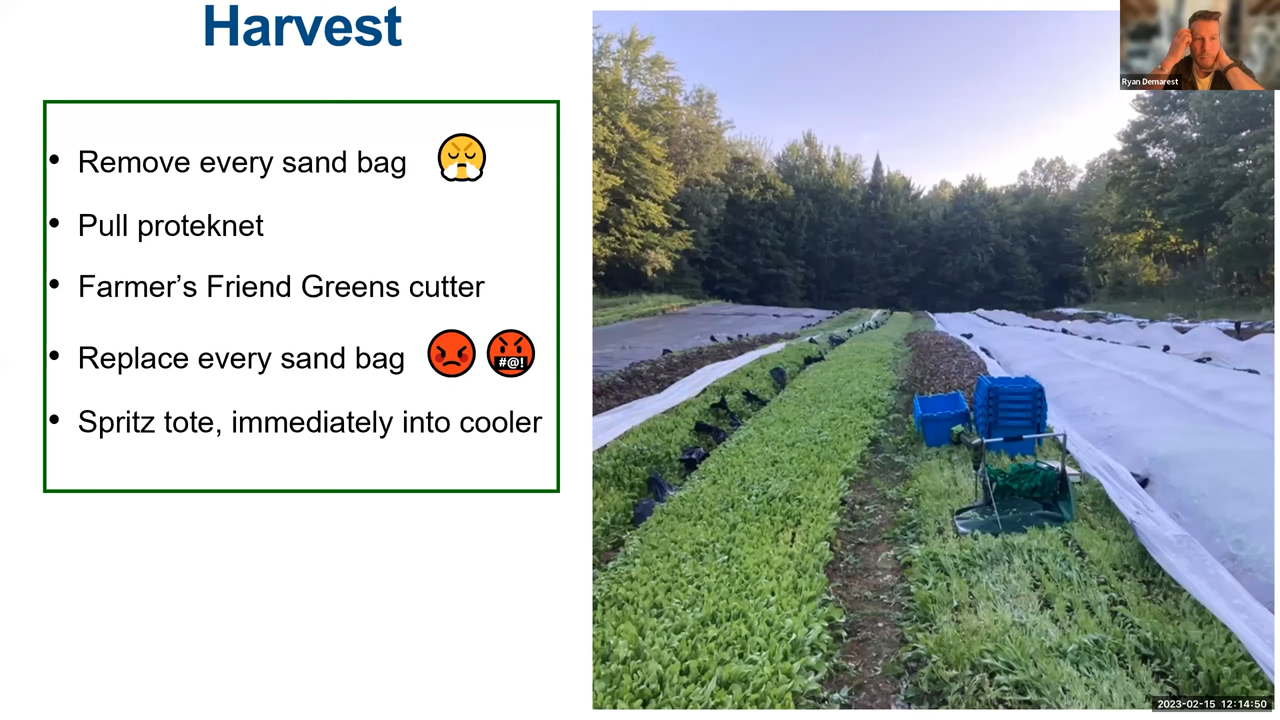 Harvest
Ryan Demarest
• Remove every sand bag
• Pull proteknet
• Farmer’s Friend Greens cutter
• Replace every sand bag
#@!
• Spritz tote, immediately into cooler
2023-02-15 12:14:50